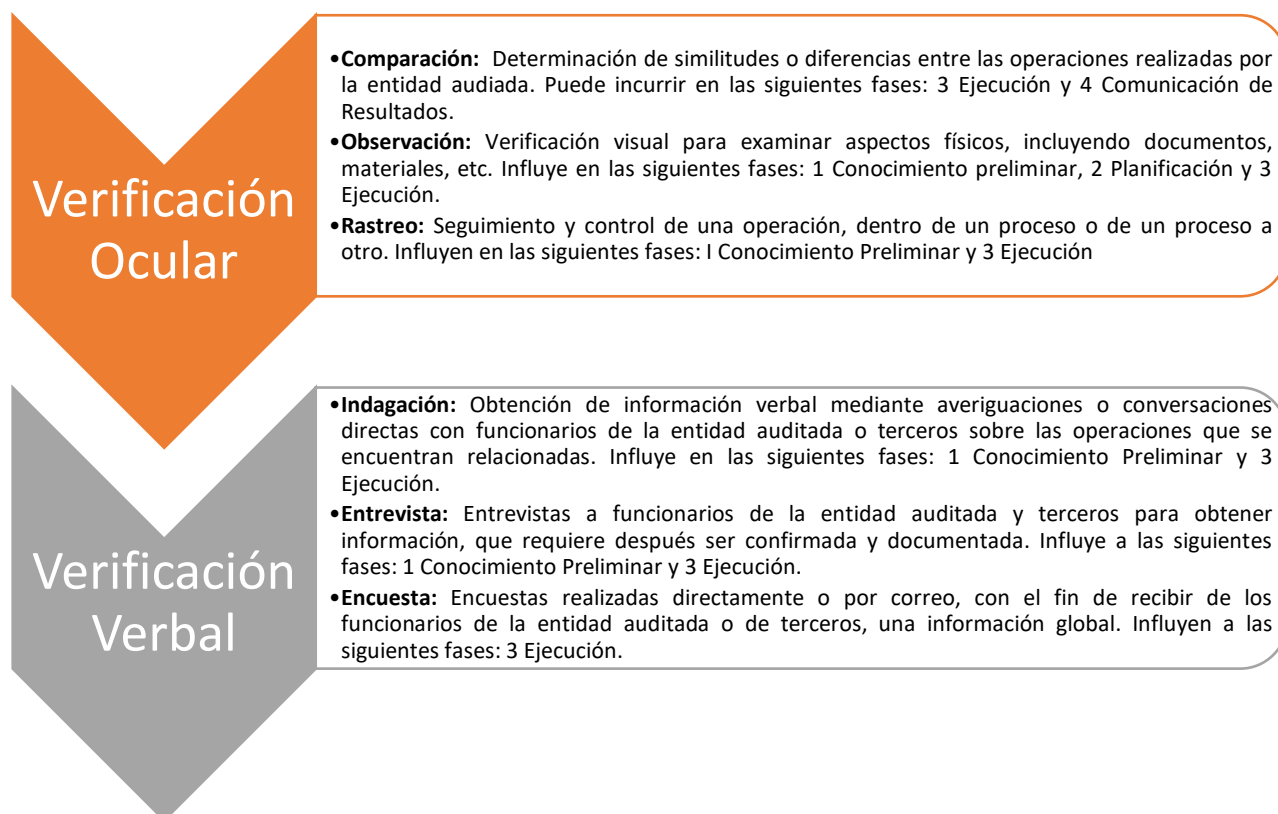 Verificación
Ocular
•Comparación: Determinación de similitudes o diferencias entre las operaciones realizadas por
la entidad audiada. Puede incurrir en las siguientes fases: 3 Ejecución y 4 Comunicación de
Resultados.
•Observación: Verificación visual para examinar aspectos físicos, incluyendo documentos,
materiales, etc. Influye en las siguientes fases: 1 Conocimiento preliminar, 2 Planificación y 3
Ejecución.
•Rastreo: Seguimiento y control de una operación, dentro de un proceso o de un proceso a
otro. Influyen en las siguientes fases: I Conocimiento Preliminar y 3 Ejecución
Verificación
Verbal
•Indagación: Obtención de información verbal mediante averiguaciones o conversaciones
directas con funcionarios de la entidad auditada o terceros sobre las operaciones que se
encuentran relacionadas. Influye en las siguientes fases: 1 Conocimiento Preliminar y 3
Ejecución.
•Entrevista: Entrevistas a funcionarios de la entidad auditada y terceros para obtener
información, que requiere después ser confirmada y documentada. Influye a las siguientes
fases: 1 Conocimiento Preliminar y 3 Ejecución.
•Encuesta: Encuestas realizadas directamente o por correo, con el fin de recibir de los
funcionarios de la entidad auditada o de terceros, una información global. Influyen a las
siguientes fases: 3 Ejecución.